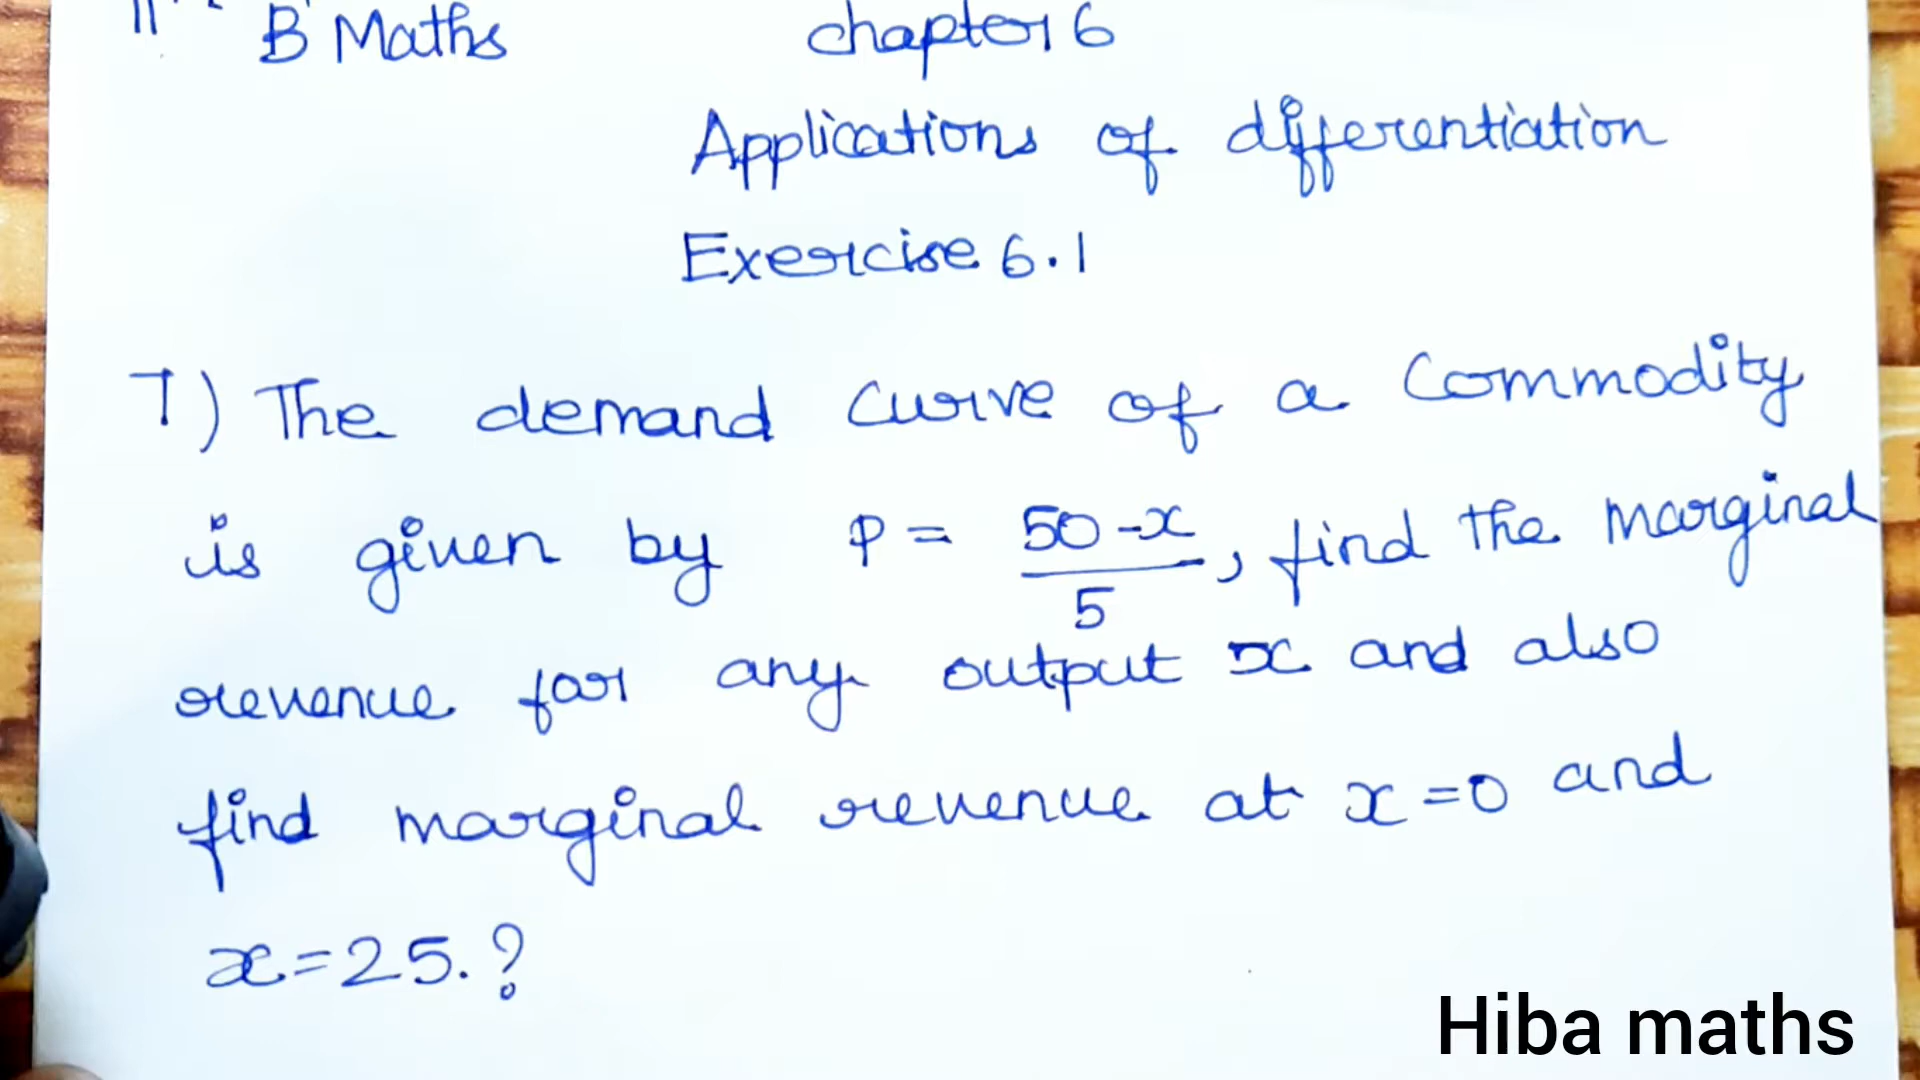 B Maths chapter 6
Applications of differentiation
Exercise 6.1
7) The demand curve of a commodity
is given by P = (50-x)/5, find the marginal
revenue for any output x and also
find marginal revenue at x=0 and
x=25.?
Hiba maths